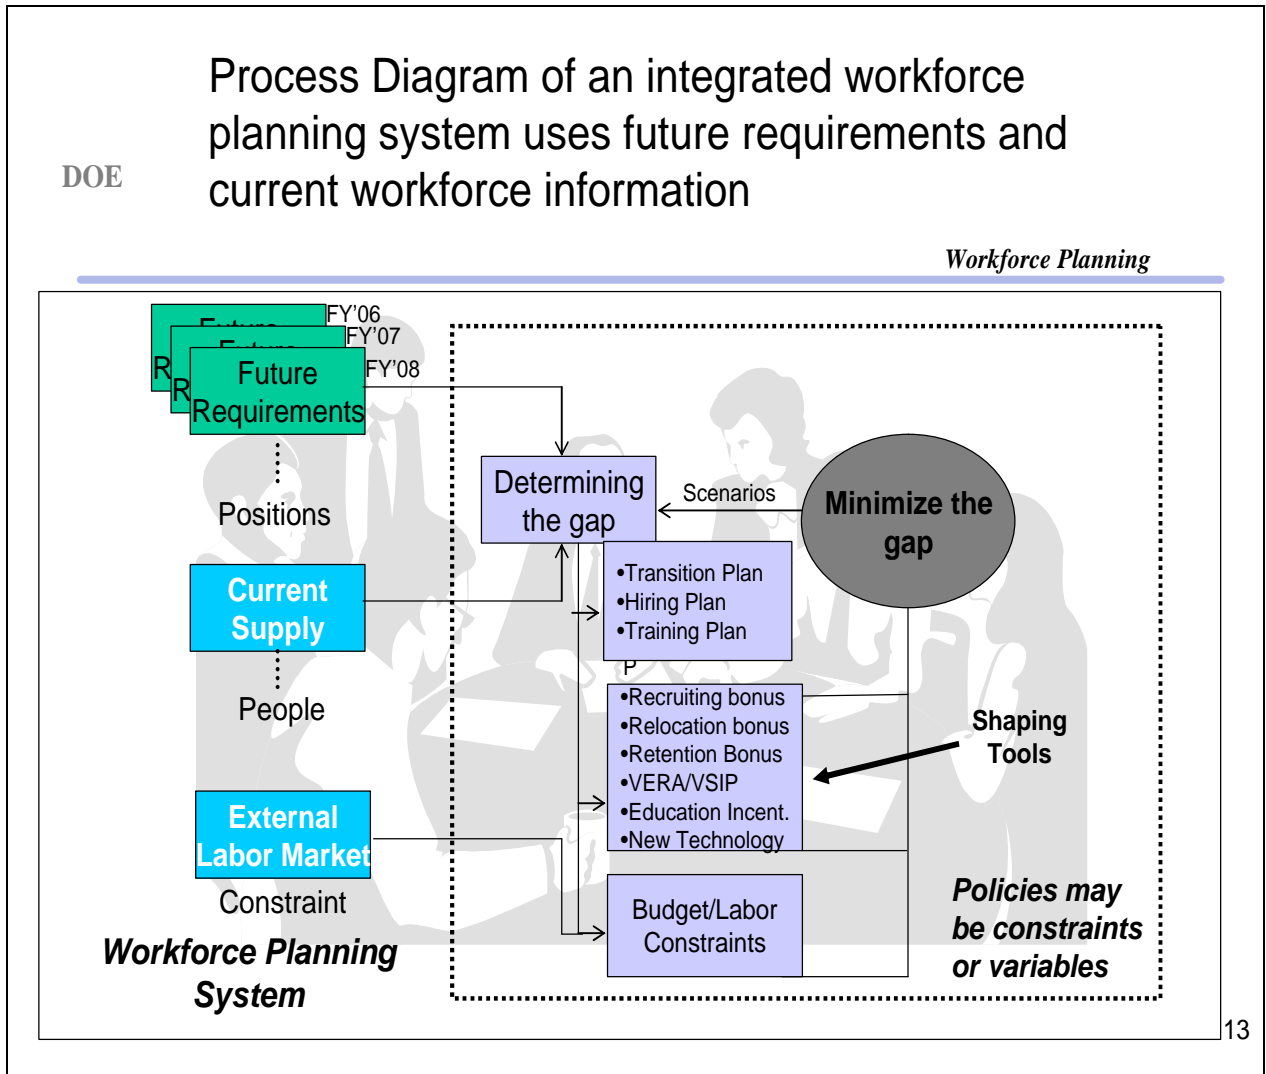 Process Diagram of an integrated workforce
planning system uses future requirements and
current workforce information
DOE
Workforce Planning
FY'06
FY'07
FY'08
Future
R
Future
R
Future
Requirements
Positions
Current
Supply
People
External
Labor Market
Constraint
Workforce Planning
System
Determining
the gap
Scenarios
Minimize the
gap
•Transition Plan
•Hiring Plan
•Training Plan
P
•Recruiting bonus
•Relocation bonus
•Retention Bonus
•VERA/VSIP
•Education Incent.
•New Technology
Shaping
Tools
Budget/Labor
Constraints
Policies may
be constraints
or variables
13